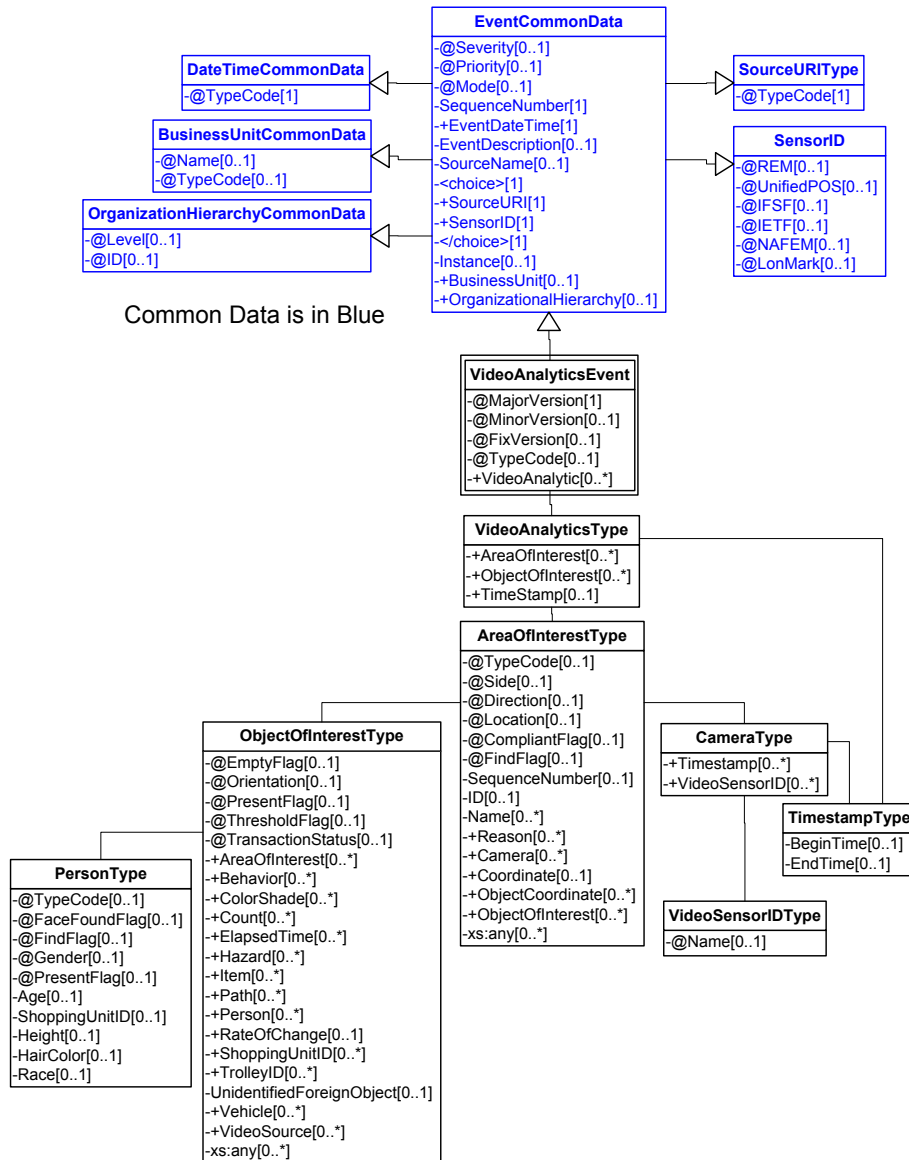 EventCommonData
-@Severity[0..1]
-@Priority[0..1]
-@Mode[0..1]
-SequenceNumber[1]
-+EventDateTime[1]
-EventDescription[0..1]
-SourceName[0..1]
-<choice>[1]
-+SourceURI[1]
-+SensorID[1]
-</choice>[1]
-Instance[0..1]
-+BusinessUnit[0..1]
-+OrganizationalHierarchy[0..1]
DateTimeCommonData
-@TypeCode[1]
BusinessUnitCommonData
-@Name[0..1]
-@TypeCode[0..1]
OrganizationHierarchyCommonData
-@Level[0..1]
-@ID[0..1]
SourceURIType
-@TypeCode[1]
SensorID
-@REM[0..1]
-@UnifiedPOS[0..1]
-@IFSF[0..1]
-@IETF[0..1]
-@NAFEM[0..1]
-@LonMark[0..1]
Common Data is in Blue
VideoAnalyticsEvent
-@MajorVersion[1]
-@MinorVersion[0..1]
-@FixVersion[0..1]
-@TypeCode[0..1]
-+VideoAnalytic[0..*]
VideoAnalyticsType
-+AreaOfInterest[0..*]
-+ObjectOfInterest[0..*]
-+TimeStamp[0..1]
AreaOfInterestType
-@TypeCode[0..1]
-@Side[0..1]
-@Direction[0..1]
-@Location[0..1]
-@CompliantFlag[0..1]
-@FindFlag[0..1]
-SequenceNumber[0..1]
-ID[0..1]
-Name[0..*]
-+Reason[0..*]
-+Camera[0..*]
-+Coordinate[0..1]
-+ObjectCoordinate[0..*]
-+ObjectOfInterest[0..*]
-xs:any[0..*]
ObjectOfInterestType
-@EmptyFlag[0..1]
-@Orientation[0..1]
-@PresentFlag[0..1]
-@ThresholdFlag[0..1]
-@TransactionStatus[0..1]
-+AreaOfInterest[0..*]
-+Behavior[0..*]
-+ColorShade[0..*]
-+Count[0..*]
-+ElapsedTime[0..*]
-+Hazard[0..*]
-+Item[0..*]
-+Path[0..*]
-+Person[0..*]
-+RateOfChange[0..1]
-+ShoppingUnitID[0..*]
-+TrolleyID[0..*]
-UnidentifiedForeignObject[0..1]
-+Vehicle[0..*]
-+VideoSource[0..*]
-xs:any[0..*]
CameraType
-+Timestamp[0..*]
-+VideoSensorID[0..*]
TimestampType
-BeginTime[0..1]
-EndTime[0..1]
PersonType
-@TypeCode[0..1]
-@FaceFoundFlag[0..1]
-@FindFlag[0..1]
-@Gender[0..1]
-@PresentFlag[0..1]
-Age[0..1]
-ShoppingUnitID[0..1]
-Height[0..1]
-HairColor[0..1]
-Race[0..1]
VideoSensorIDType
-@Name[0..1]